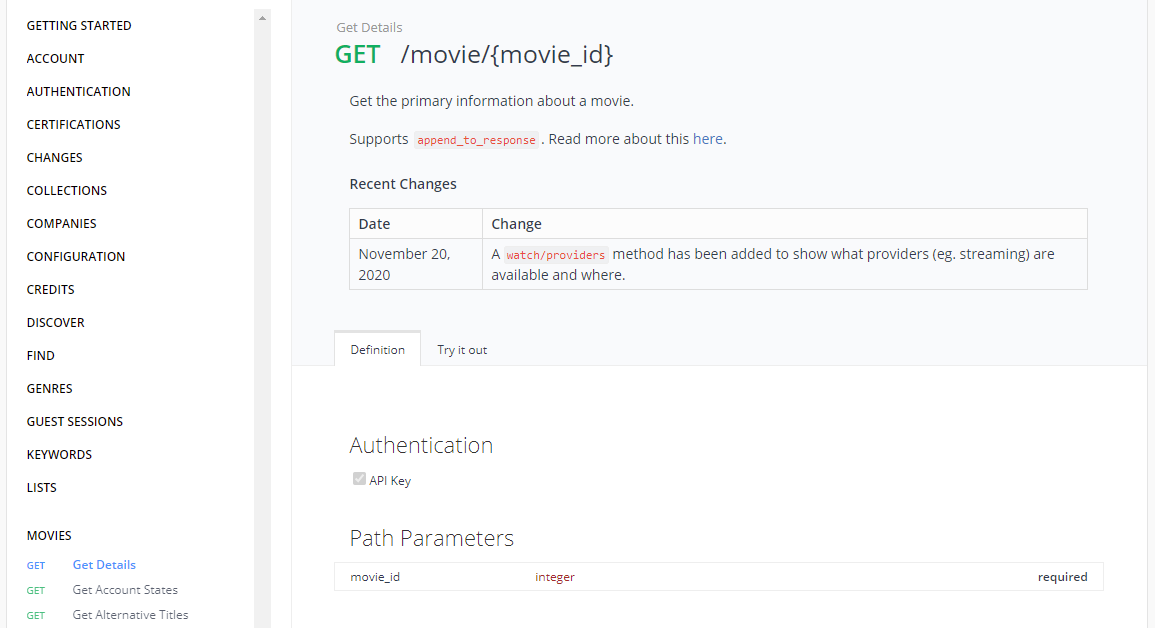 GETTING STARTED
ACCOUNT
AUTHENTICATION
CERTIFICATIONS
CHANGES
COLLECTIONS
COMPANIES
CONFIGURATION
CREDITS
DISCOVER
FIND
GENRES
GUEST SESSIONS
KEYWORDS
LISTS
MOVIES
GET Get Details
GET Get Account States
GET Get Alternative Titles
Get Details
GET /movie/{movie_id}
Get the primary information about a movie.
Supports append_to_response . Read more about this here.
Recent Changes
Date Change
November 20, 2020 A watch/providers method has been added to show what providers (eg. streaming) are
available and where.
Definition Try it out
Authentication
API Key
Path Parameters
movie_id integer required